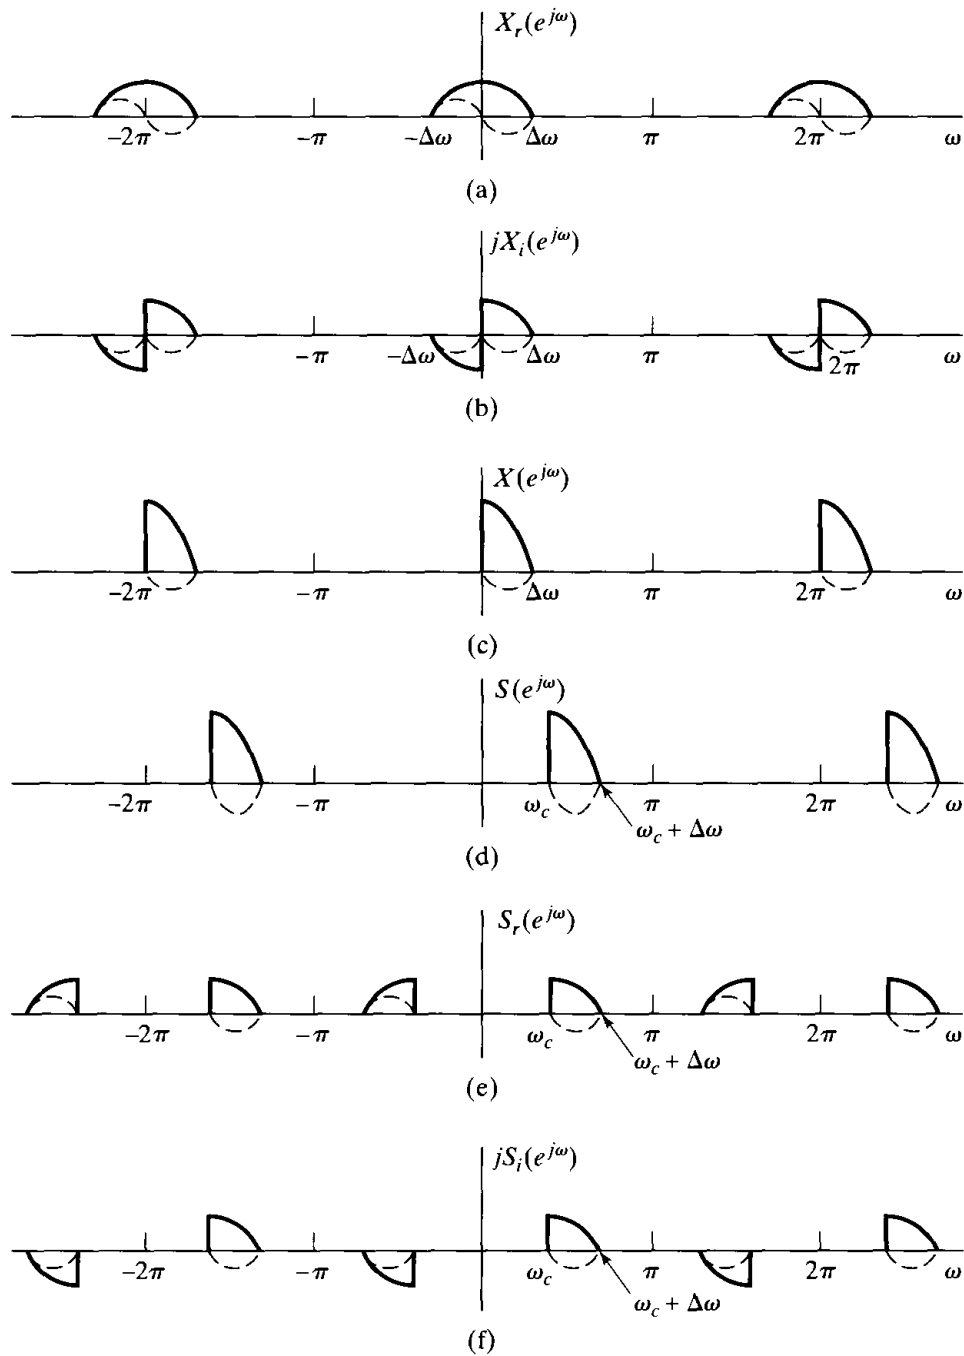 X_r(e^{jω})
−2π −π −Δω Δω π 2π ω
(a)
jX_i(e^{jω})
−π −Δω Δω π 2π ω
(b)
X(e^{jω})
−2π −π Δω π 2π ω
(c)
S(e^{jω})
−2π −π ω_c π 2π ω
ω_c + Δω
(d)
S_r(e^{jω})
−2π −π ω_c π 2π ω
ω_c + Δω
(e)
jS_i(e^{jω})
−2π −π ω_c π 2π ω
ω_c + Δω
(f)